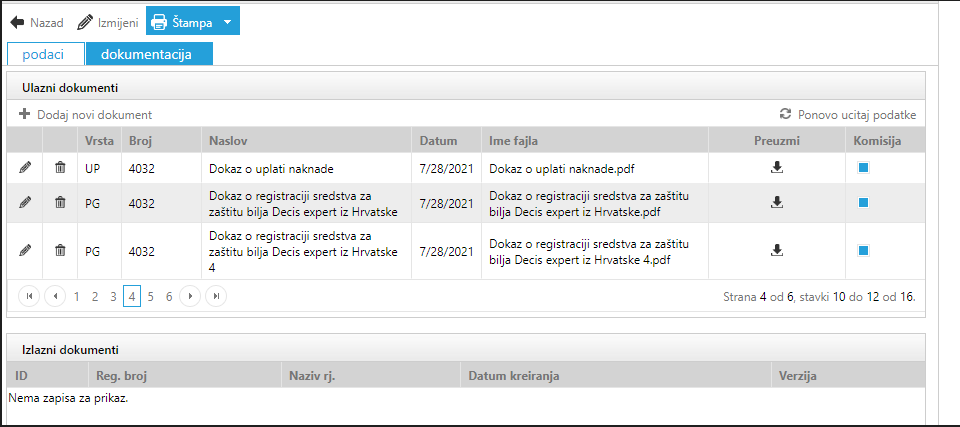 Nazad Izmijeni Štampa
podaci dokumentacija
Ulazni dokumenti
Dodaj novi dokument Ponovo ucitaj podatke
Vrsta Broj Naslov Datum Ime fajla Preuzmi Komisija
UP 4032 Dokaz o uplati naknade 7/28/2021 Dokaz o uplati naknade.pdf
PG 4032 Dokaz o registraciji sredstva za zaštitu bilja Decis expert iz Hrvatske 7/28/2021 Dokaz o registraciji sredstva za zaštitu bilja Decis expert iz Hrvatske.pdf
PG 4032 Dokaz o registraciji sredstva za zaštitu bilja Decis expert iz Hrvatske 4 7/28/2021 Dokaz o registraciji sredstva za zaštitu bilja Decis expert iz Hrvatske 4.pdf
1 2 3 4 5 6 Strana 4 od 6, stavki 10 do 12 od 16.
Izlazni dokumenti
ID Reg. broj Naziv rj. Datum kreiranja Verzija
Nema zapisa za prikaz.